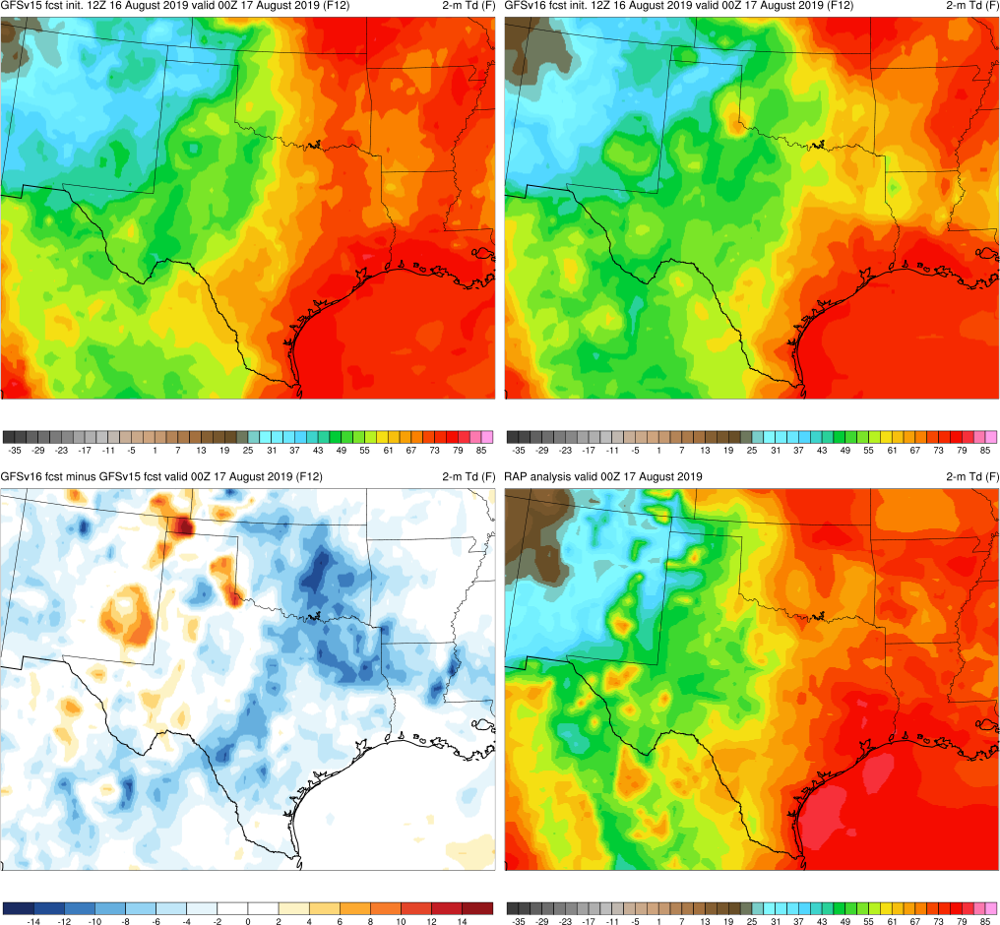 GFSv15 fcst init. 12Z 16 August 2019 valid 00Z 17 August 2019 (F12) 2-m Td (F)
GFSv16 fcst init. 12Z 16 August 2019 valid 00Z 17 August 2019 (F12) 2-m Td (F)
-35 -29 -23 -17 -11 -5 1 7 13 19 25 31 37 43 49 55 61 67 73 79 85
-35 -29 -23 -17 -11 -5 1 7 13 19 25 31 37 43 49 55 61 67 73 79 85
GFSv16 fcst minus GFSv15 fcst valid 00Z 17 August 2019 (F12) 2-m Td (F)
RAP analysis valid 00Z 17 August 2019 2-m Td (F)
-14 -12 -10 -8 -6 -4 -2 0 2 4 6 8 10 12 14
-35 -29 -23 -17 -11 -5 1 7 13 19 25 31 37 43 49 55 61 67 73 79 85